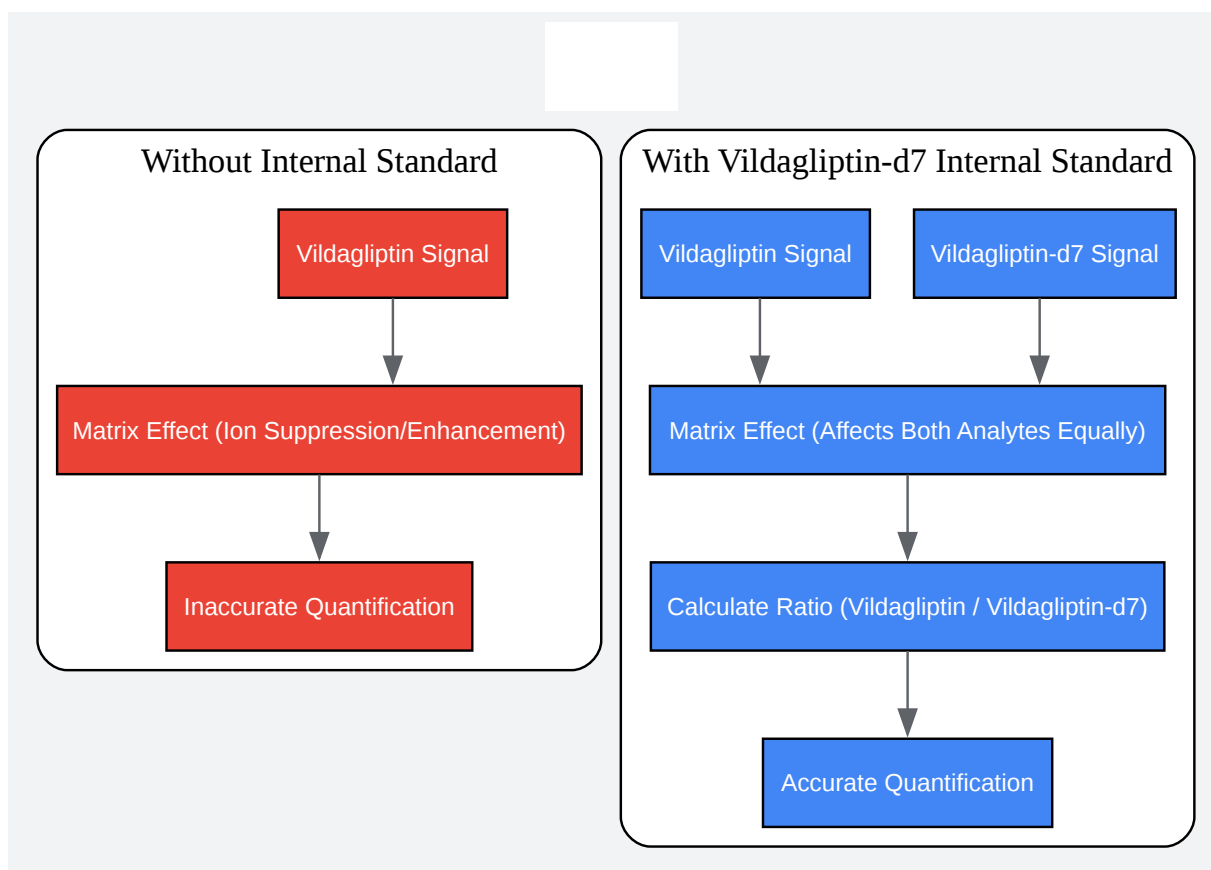 Without Internal Standard
Vildagliptin Signal
Matrix Effect (Ion Suppression/Enhancement)
Inaccurate Quantification
With Vildagliptin-d7 Internal Standard
Vildagliptin Signal
Vildagliptin-d7 Signal
Matrix Effect (Affects Both Analytes Equally)
Calculate Ratio (Vildagliptin / Vildagliptin-d7)
Accurate Quantification